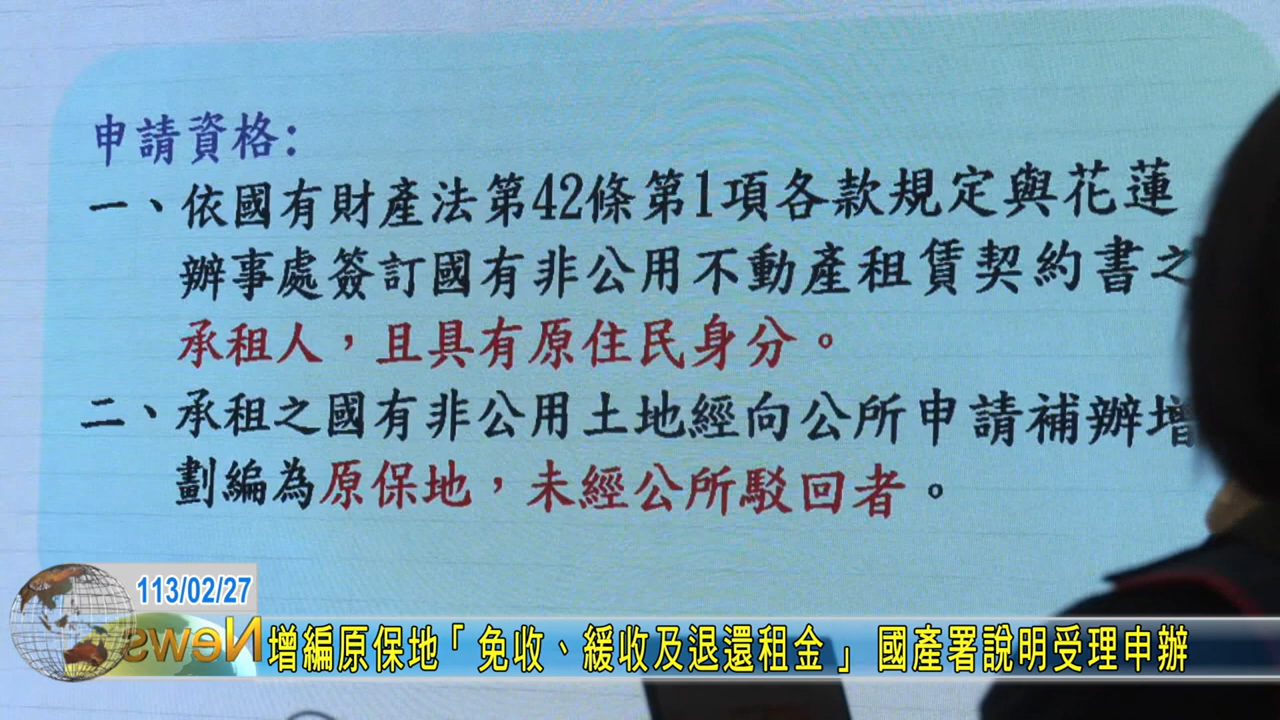 申請資格:
一、依國有財產法第42條第1項各款規定與花蓮
辦事處簽訂國有非公用不動產租賃契約書之
承租人，且具有原住民身分。
二、承租之國有非公用土地經向公所申請補辦增
劃編為原保地，未經公所駁回者。
113/02/27
News
增編原保地「免收、緩收及退還租金」 國產署說明受理申辦